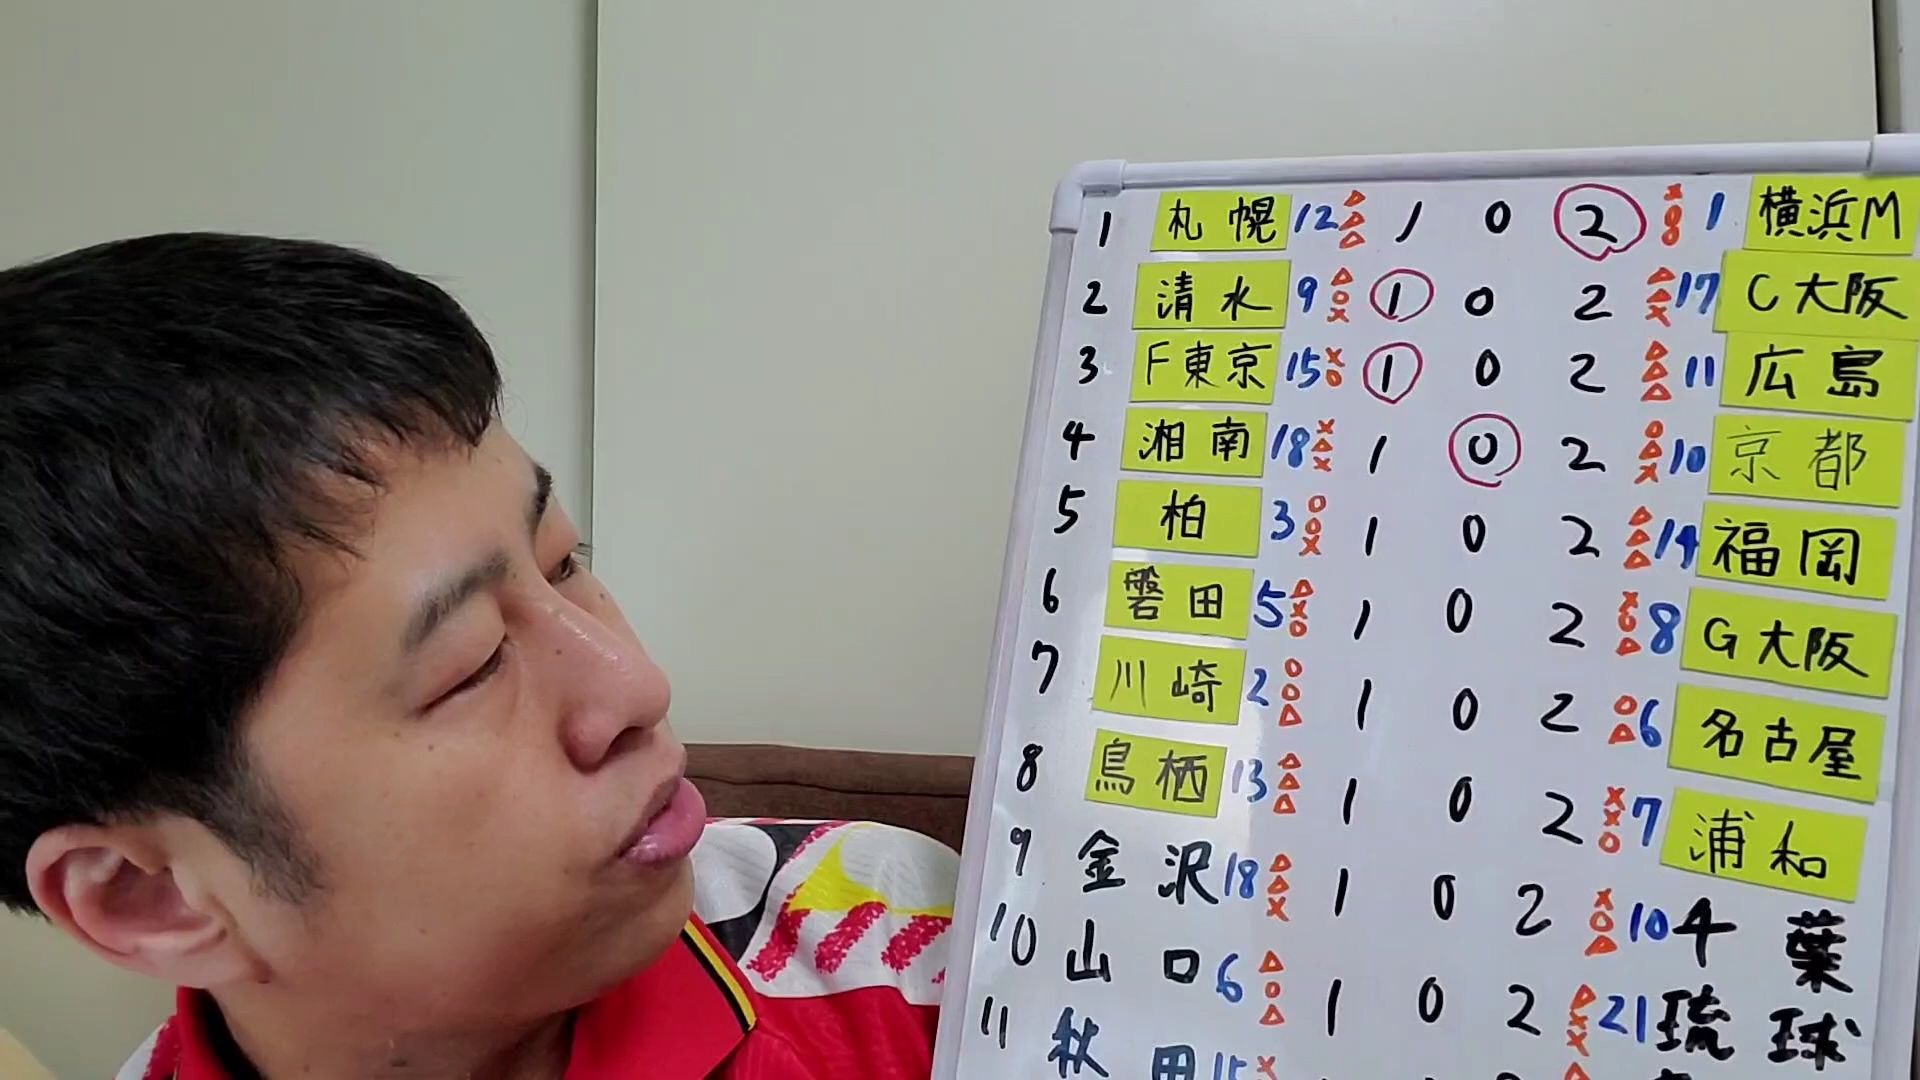 1 札幌 12 △△△ 1 0 2 ×○○ 1 横浜M
2 清水 9 △○× 1 0 2 △△× 17 C大阪
3 F東京 15 ×○ 1 0 2 △△△ 11 広島
4 湘南 18 ×△× 1 0 2 ○△× 10 京都
5 柏 3 ○○× 1 0 2 △△△ 14 福岡
6 磐田 5 △×○ 1 0 2 ×○△ 8 G大阪
7 川崎 2 ○○△ 1 0 2 ○△ 6 名古屋
8 鳥栖 13 △△△ 1 0 2 ××○ 7 浦和
9 金沢 18 △△× 1 0 2 ×○△ 10 千葉
10 山口 6 △○△ 1 0 2 △×× 21 琉球
11 秋田 15 ×